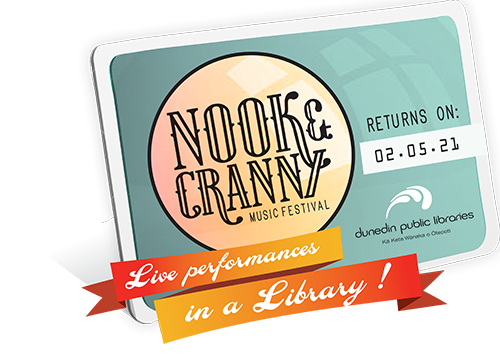 NOOK &
CRANNY
MUSIC FESTIVAL
RETURNS ON:
02.05.21
dunedin public libraries
Kā Kete Wānaka o Ōtepoti
Live performances
in a Library!